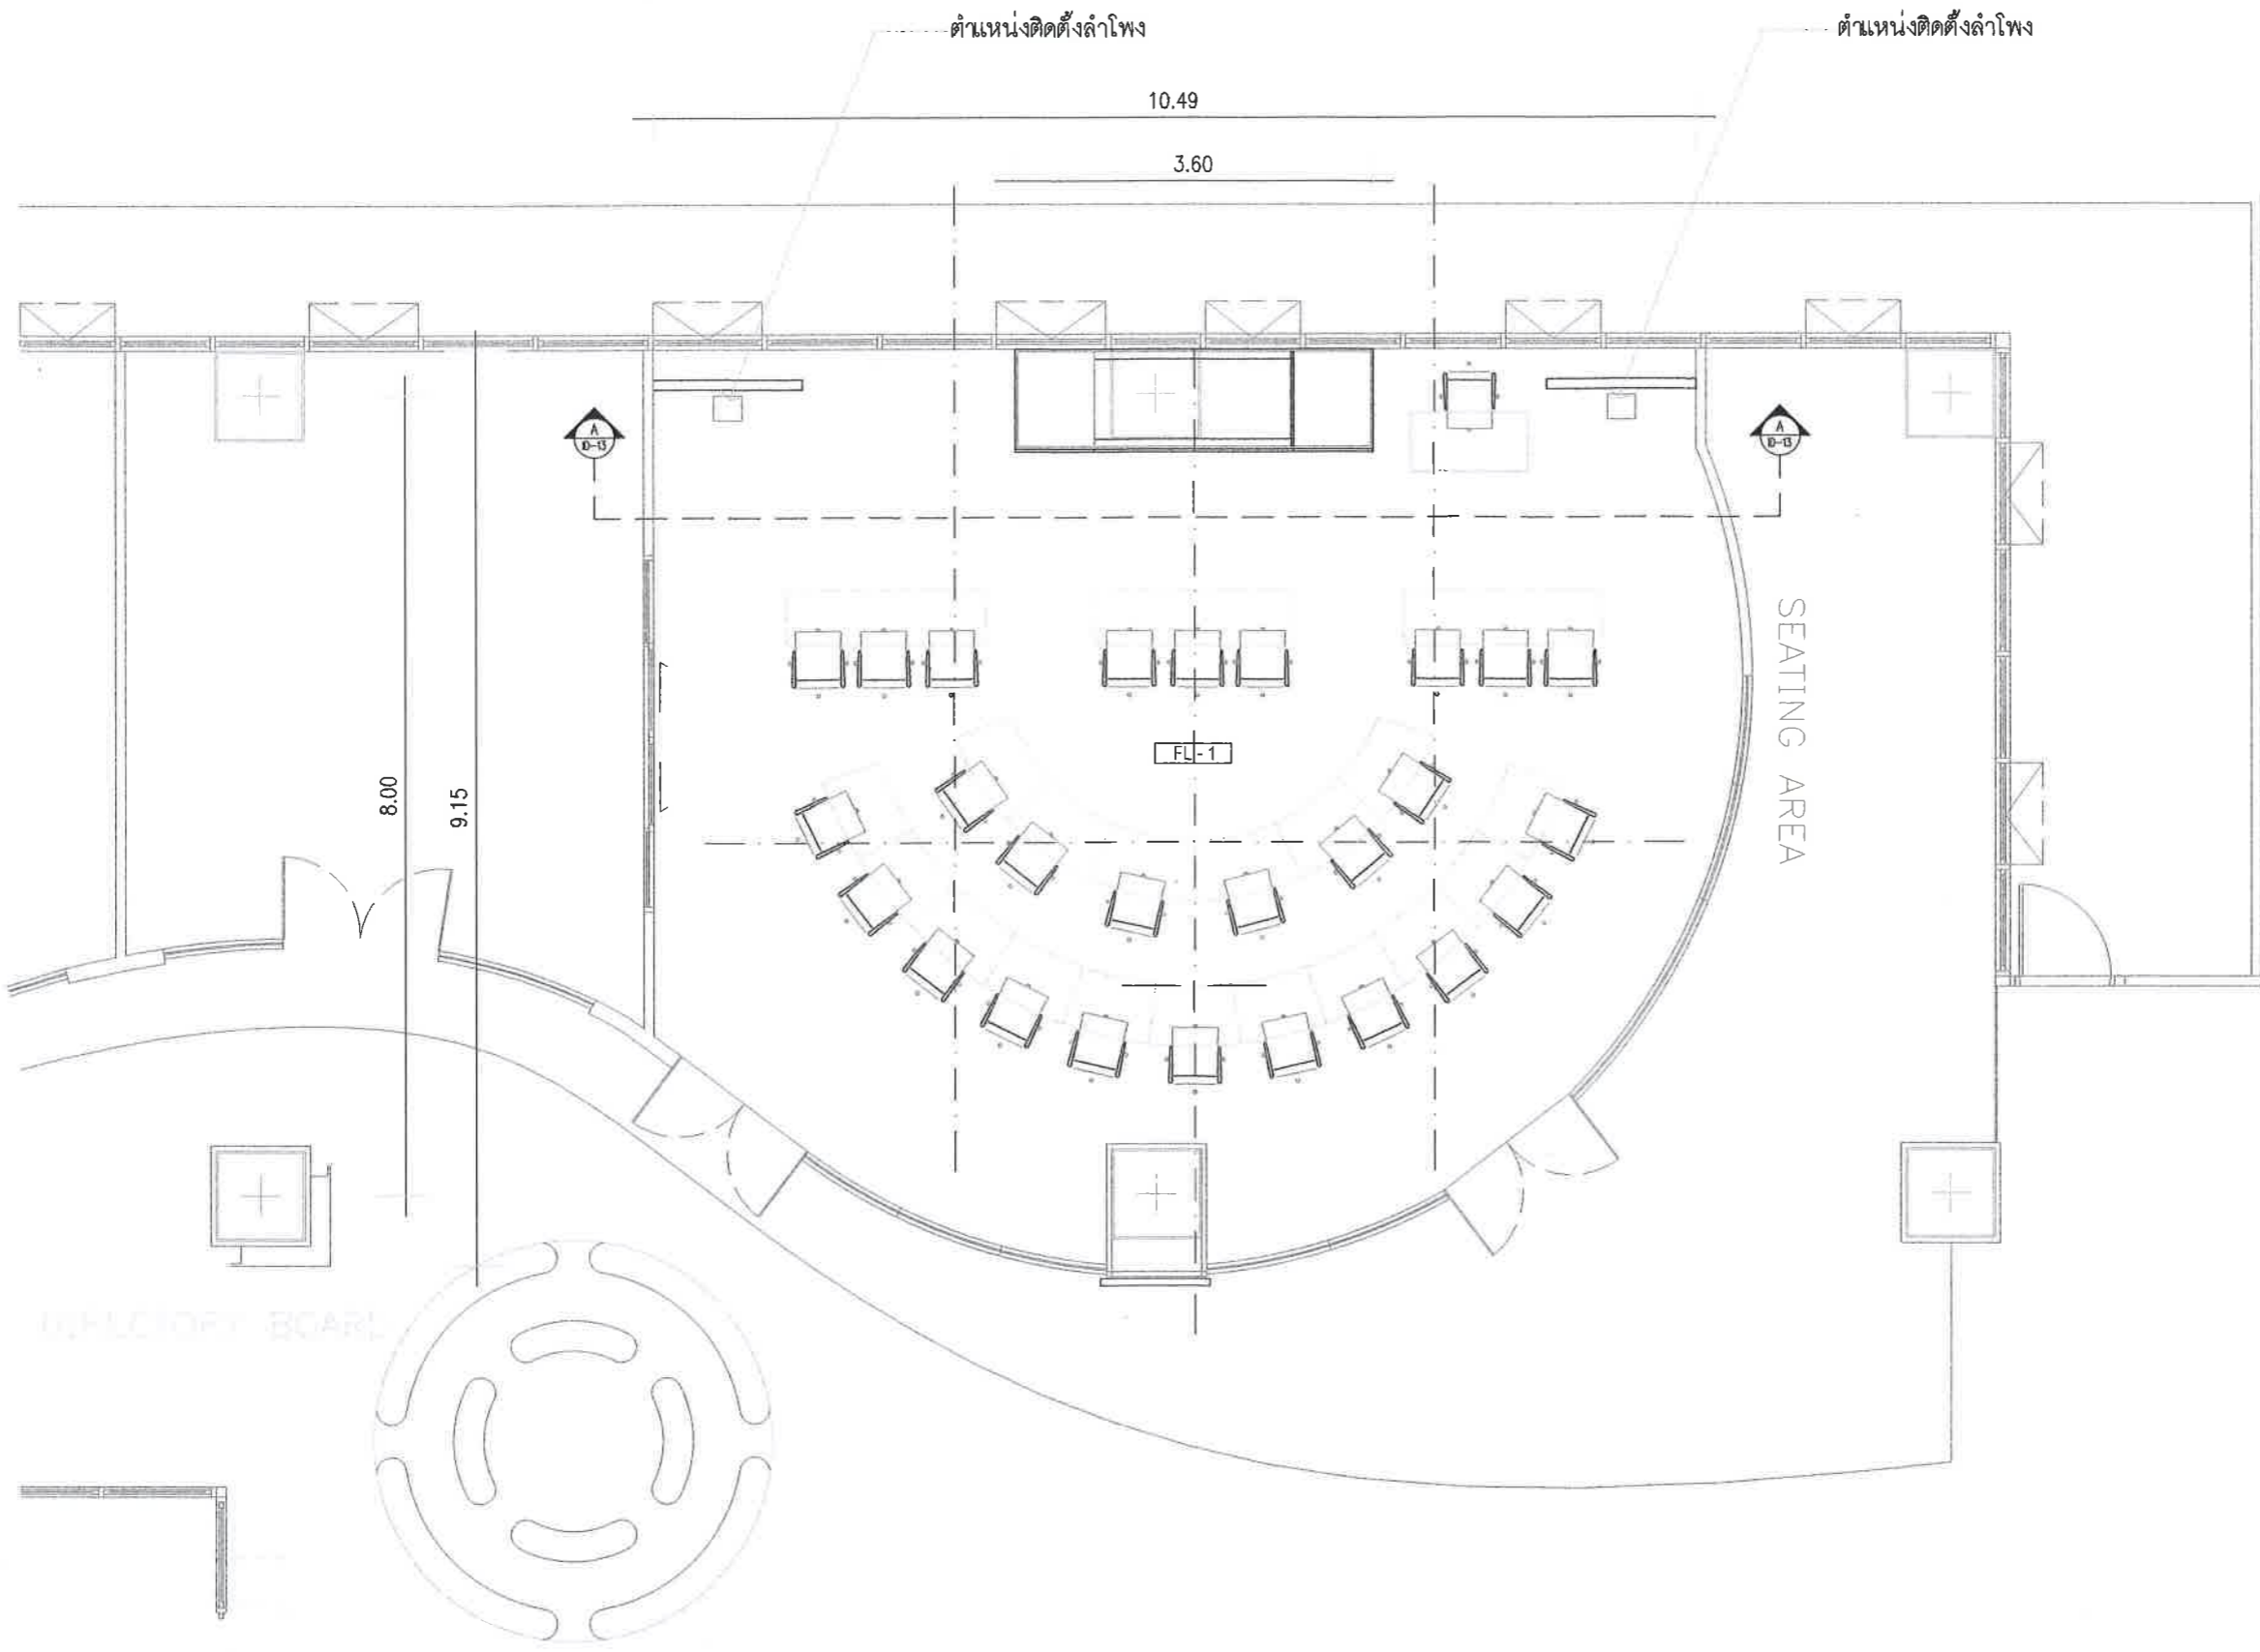 ตำแหน่งติดตั้งลำโพง
ตำแหน่งติดตั้งลำโพง
10.49
3.60
A
ID-13
A
ID-13
SEATING AREA
FL-1
8.00
9.15
DIRECTORY BOARD